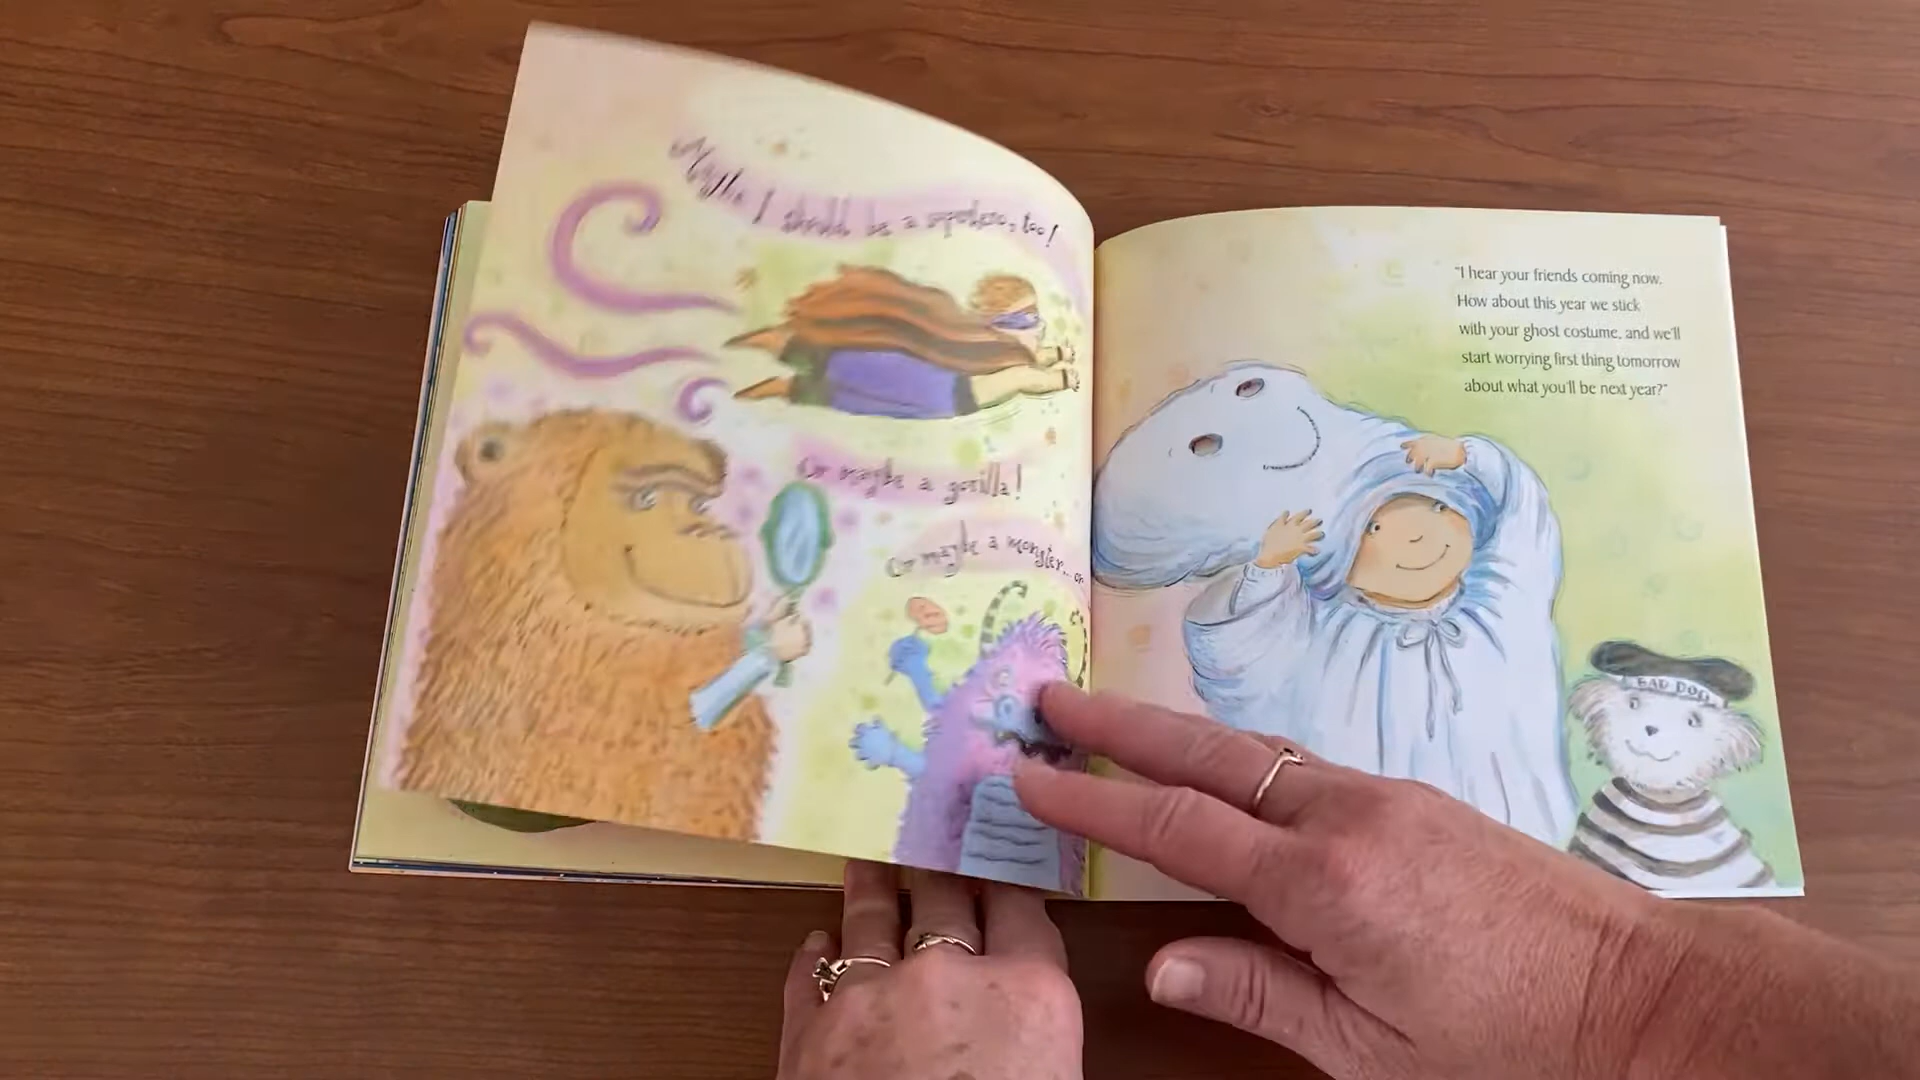 Maybe I should be a superhero, too!
Or maybe a gorilla!
Or maybe a monster... or
"I hear your friends coming now.
How about this year we stick
with your ghost costume, and we'll
start worrying first thing tomorrow
about what you'll be next year?"
BAD DOG